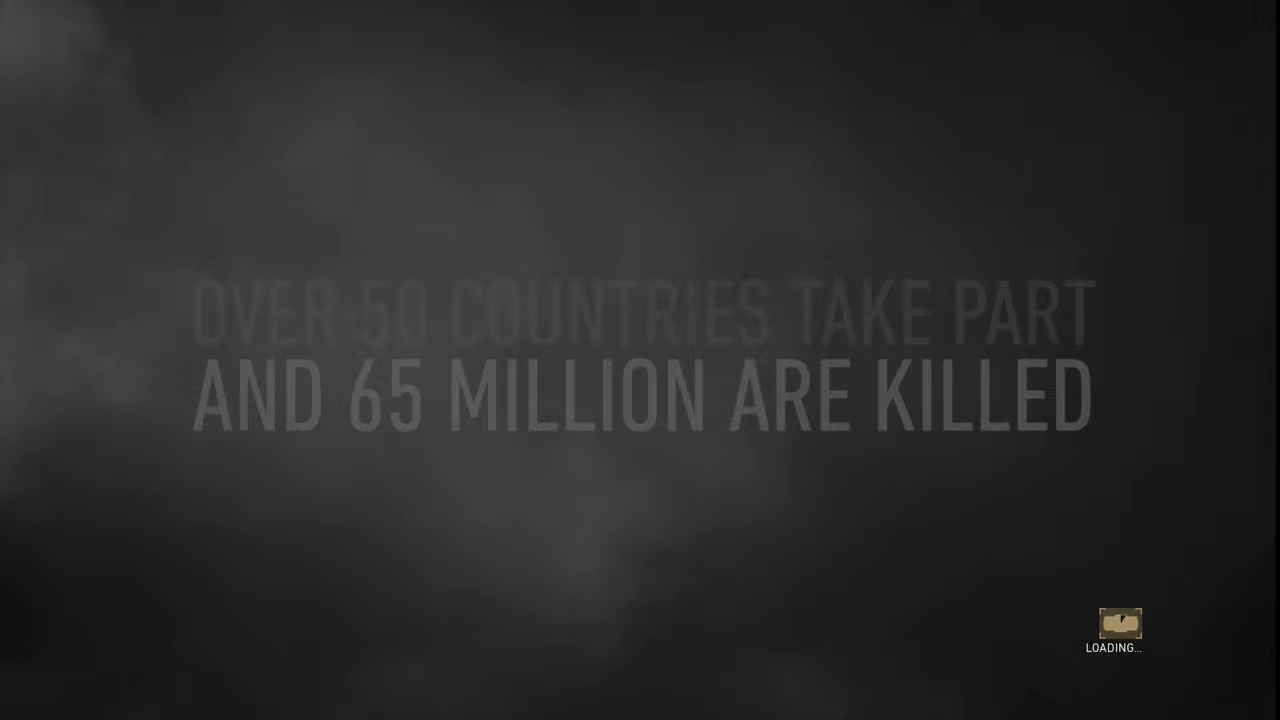 OVER 50 COUNTRIES TAKE PART
AND 65 MILLION ARE KILLED
LOADING...